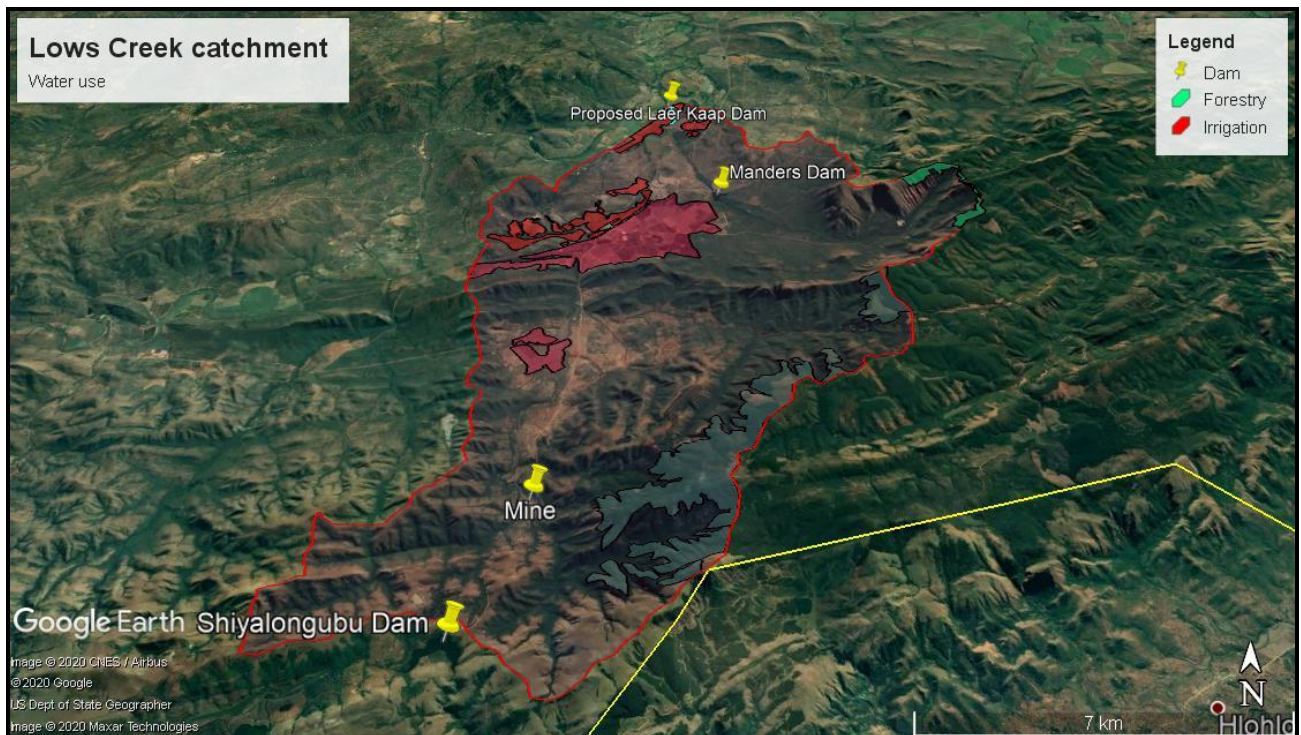 Lows Creek catchment
Water use
Legend
Dam
Forestry
Irrigation
Proposed Laer Kaap Dam
Manders Dam
Mine
Google Earth
Shiyalongubu Dam
Image © 2020 CNES / Airbus
© 2020 Google
US Dept of State Geographer
Image © 2020 Maxar Technologies
N
7 km